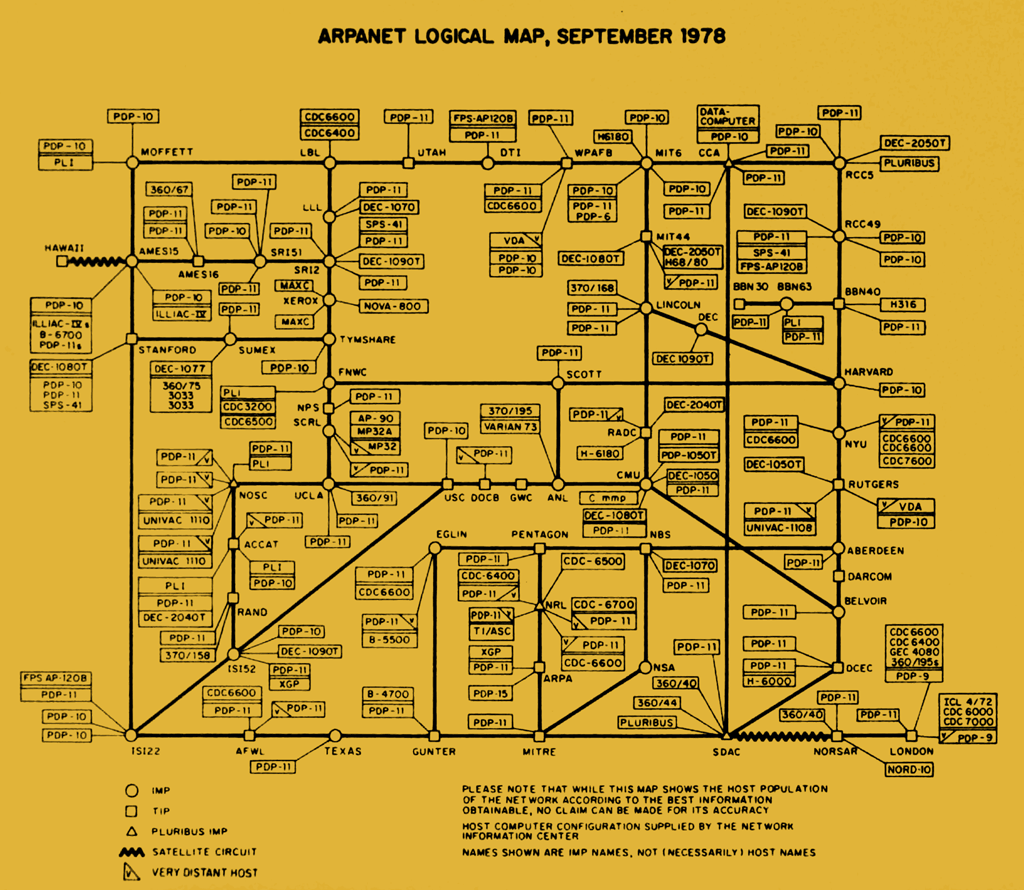 ARPANET LOGICAL MAP, SEPTEMBER 1978
PDP-10
CDC6600
CDC6400
PDP-11
FPS-AP120B
PDP-11
PDP-11
H6180
PDP-10
DATA-
COMPUTER
PDP-10
PDP-10
PDP-11
PDP-10
PLI
MOFFETT
LBL
UTAH
DTI
WPAFB
MIT6
CCA
PDP-11
DEC-2050T
PLURIBUS
RCC5
360/67
PDP-11
PDP-11
PDP-11
PDP-11
PDP-10
LLL
PDP-11
DEC-1070
PDP-11
CDC6600
PDP-10
PDP-11
PDP-6
PDP-10
PDP-11
PDP-11
DEC-1090T
RCC49
PDP-11
SPS-41
PDP-11
VDA V
PDP-10
PDP-10
MIT44
DEC-1080T
DEC-2050T
H68/80
PDP-11
V
PDP-11
SPS-41
FPS-AP120B
PDP-10
PDP-10
HAWAII
AMES15
AMES16
SRI51
SRI2
DEC-1090T
PDP-11
PDP-11
PDP-10
ILLIAC-IV
MAXC
XEROX
MAXC
NOVA-800
370/168
PDP-11
PDP-11
LINCOLN
DEC
DEC 1090T
BBN30
BBN63
BBN40
PDP-11
PLI
PDP-11
H316
PDP-11
PDP-10
ILLIAC-IVs
B-6700
PDP-11s
PDP-11
STANFORD
SUMEX
TYMSHARE
PDP-10
DEC-1080T
PDP-10
PDP-11
SPS-41
DEC-1077
360/75
3033
3033
FNWC
PDP-11
SCOTT
HARVARD
PDP-10
PLI
CDC3200
CDC6500
NPS
PDP-11
SCRL
AP-90
MP32A
MP32
V
V PDP-11
PDP-10
370/195
VARIAN 73
V PDP-11
PDP-11 V
RADC
H-6180
DEC-2040T
PDP-11
PDP-1050T
PDP-11
CDC6600
NYU
V PDP-11
CDC6600
CDC6600
CDC7600
PDP-11 V
PDP-11 V
PDP-11
PLI
NOSC
UCLA
360/91
PDP-11
PDP-11
USC
DOCB
GWC
ANL
CMU
DEC-1050
PDP-11
C mmp
DEC-1080T
PDP-11
DEC-1050T
RUTGERS
PDP-11 V
UNIVAC-1108
V VDA
PDP-10
PDP-11 V
UNIVAC 1110
PDP-11 V
UNIVAC 1110
V PDP-11
ACCAT
PLI
PDP-10
EGLIN
PENTAGON
NBS
ABERDEEN
PDP-11
DARCOM
PLI
PDP-11
DEC-2040T
RAND
PDP-11
370/158
PDP-11
CDC6600
PDP-11 V
B-5500
PDP-11
CDC-6400
PDP-11 V
CDC-6500
DEC-1070
PDP-11
NRL
PDP-11 V
TI/ASC
CDC-6700
V PDP-11
V PDP-11
CDC-6600
BELVOIR
PDP-11
PDP-10
DEC-1090T
ISI52
PDP-11
XGP
XGP
PDP-11
ARPA
PDP-15
NSA
PDP-11
PDP-11
PDP-11
H-6000
DCEC
CDC 6600
CDC 6400
GEC 4080
360/195s
PDP-9
FPS AP-120B
PDP-11
PDP-10
PDP-10
CDC6600
PDP-11
V PDP-11
B-4700
PDP-11
PDP-11
360/40
360/44
PLURIBUS
360/40
PDP-11
PDP-11
ICL 4/72
CDC 6000
CDC 7000
V PDP-9
ISI22
AFWL
TEXAS
GUNTER
MITRE
SDAC
NORSAR
LONDON
PDP-11
NORD-10
IMP
TIP
PLURIBUS IMP
SATELLITE CIRCUIT
V VERY DISTANT HOST
PLEASE NOTE THAT WHILE THIS MAP SHOWS THE HOST POPULATION
OF THE NETWORK ACCORDING TO THE BEST INFORMATION
OBTAINABLE, NO CLAIM CAN BE MADE FOR ITS ACCURACY
HOST COMPUTER CONFIGURATION SUPPLIED BY THE NETWORK
INFORMATION CENTER
NAMES SHOWN ARE IMP NAMES, NOT (NECESSARILY) HOST NAMES